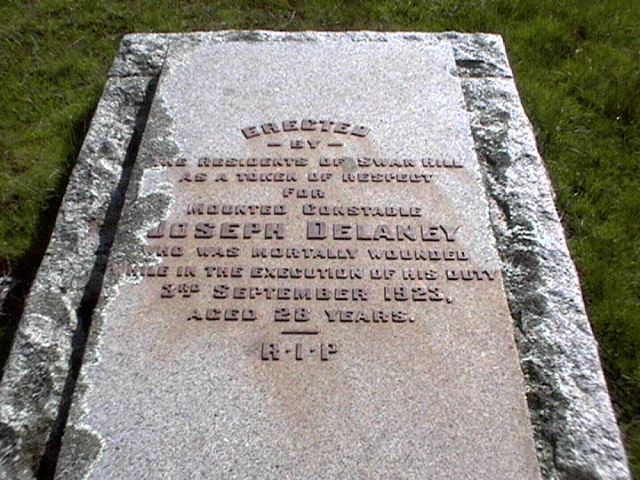 ERECTED
— BY —
THE RESIDENTS OF SWAN HILL
AS A TOKEN OF RESPECT
FOR
MOUNTED CONSTABLE
JOSEPH DELANEY
WHO WAS MORTALLY WOUNDED
WHILE IN THE EXECUTION OF HIS DUTY
3RD SEPTEMBER 1923,
AGED 28 YEARS.
R·I·P